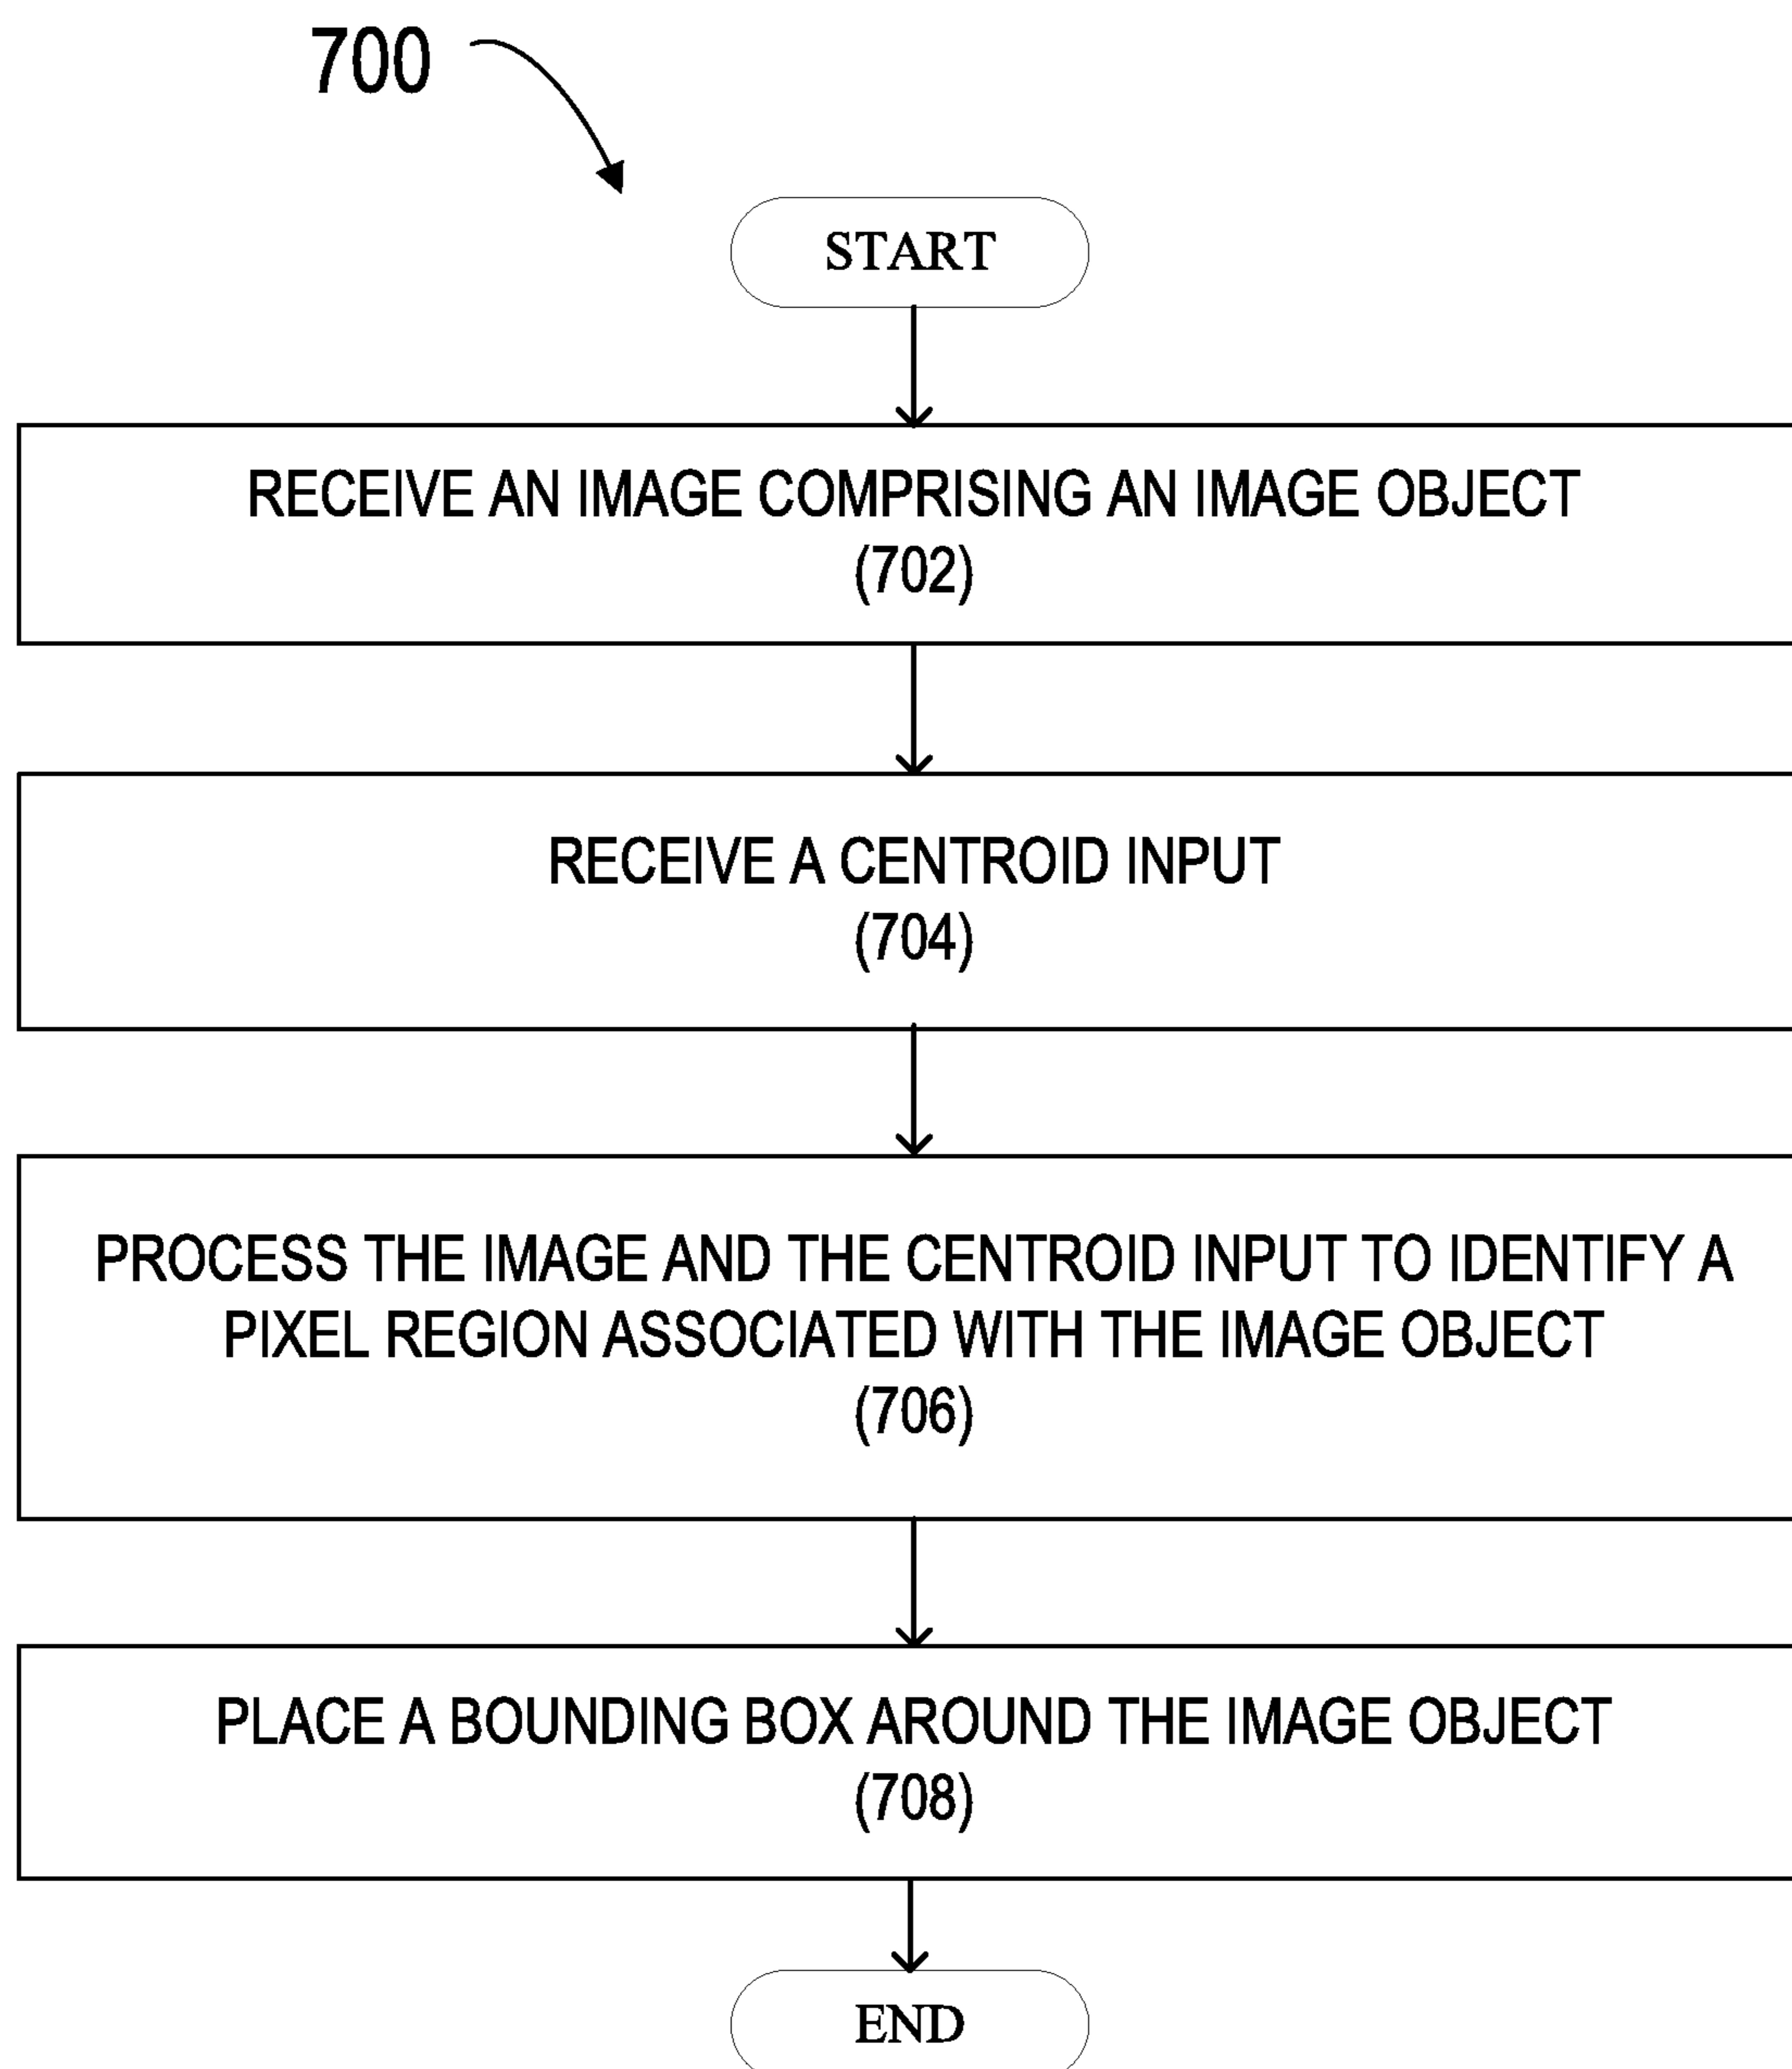 700
START
RECEIVE AN IMAGE COMPRISING AN IMAGE OBJECT
(702)
RECEIVE A CENTROID INPUT
(704)
PROCESS THE IMAGE AND THE CENTROID INPUT TO IDENTIFY A
PIXEL REGION ASSOCIATED WITH THE IMAGE OBJECT
(706)
PLACE A BOUNDING BOX AROUND THE IMAGE OBJECT
(708)
END